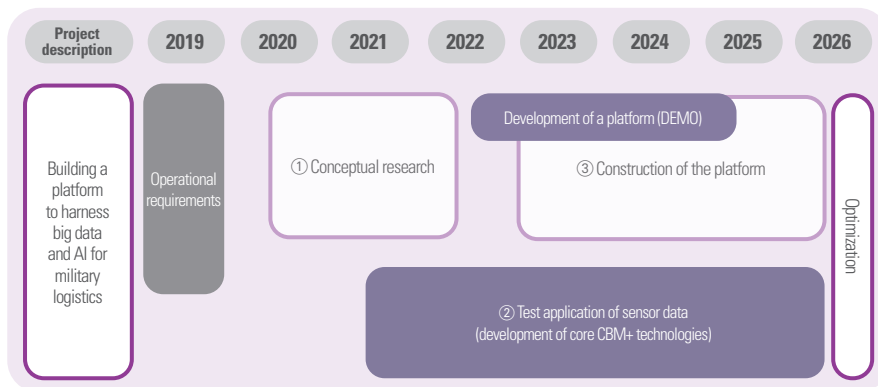 Project
description
2019
2020
2021
2022
2023
2024
2025
2026
Building a
platform
to harness
big data
and AI for
military
logistics
Operational
requirements
① Conceptual research
Development of a platform (DEMO)
③ Construction of the platform
② Test application of sensor data
(development of core CBM+ technologies)
Optimization